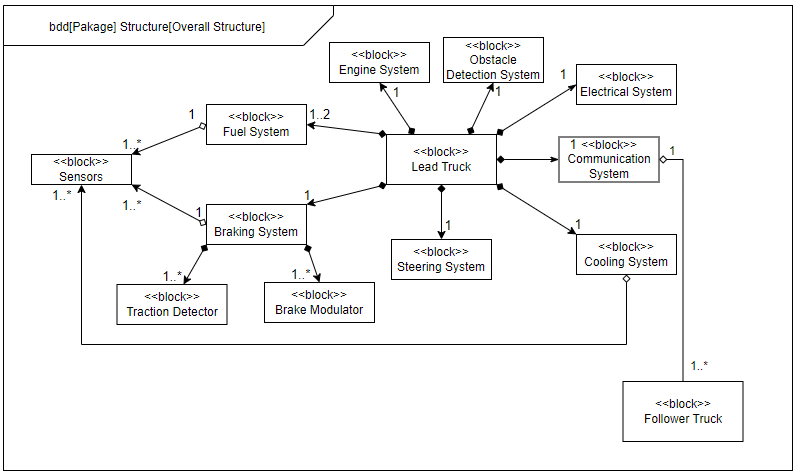 bdd[Pakage] Structure[Overall Structure]
<<block>>
Engine System
1
<<block>>
Obstacle
Detection System
1
<<block>>
Electrical System
1
<<block>>
Fuel System
1
1..2
1..*
<<block>>
Lead Truck
1 <<block>>
Communication
System
1
<<block>>
Sensors
1..*
1..*
<<block>>
Braking System
1
1
<<block>>
Steering System
1
<<block>>
Cooling System
1
1..*
1..*
<<block>>
Traction Detector
<<block>>
Brake Modulator
1..*
<<block>>
Follower Truck